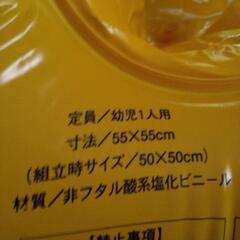 定員／幼児1人用
寸法／55×55cm
（組立時サイズ／50×50cm）
材質／非フタル酸系塩化ビニール
【禁止事項】